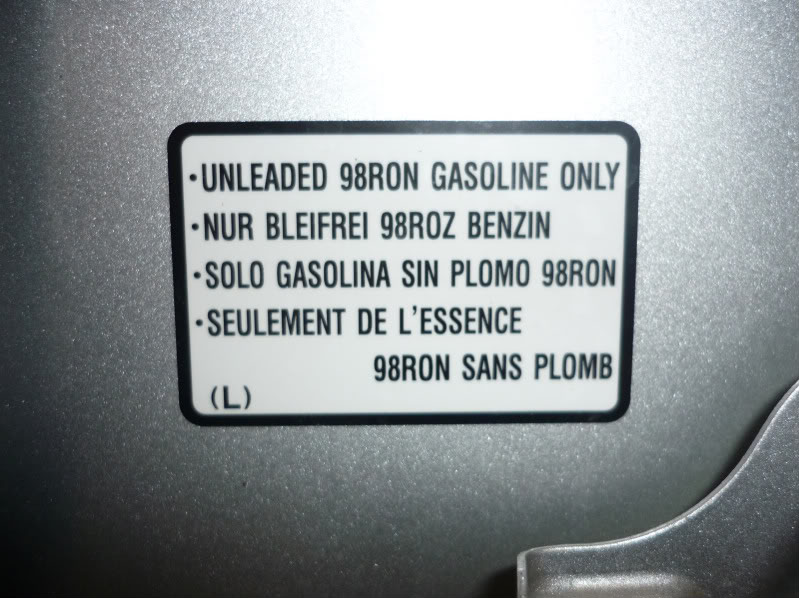 ·UNLEADED 98RON GASOLINE ONLY
·NUR BLEIFREI 98ROZ BENZIN
·SOLO GASOLINA SIN PLOMO 98RON
·SEULEMENT DE L'ESSENCE
98RON SANS PLOMB
(L)